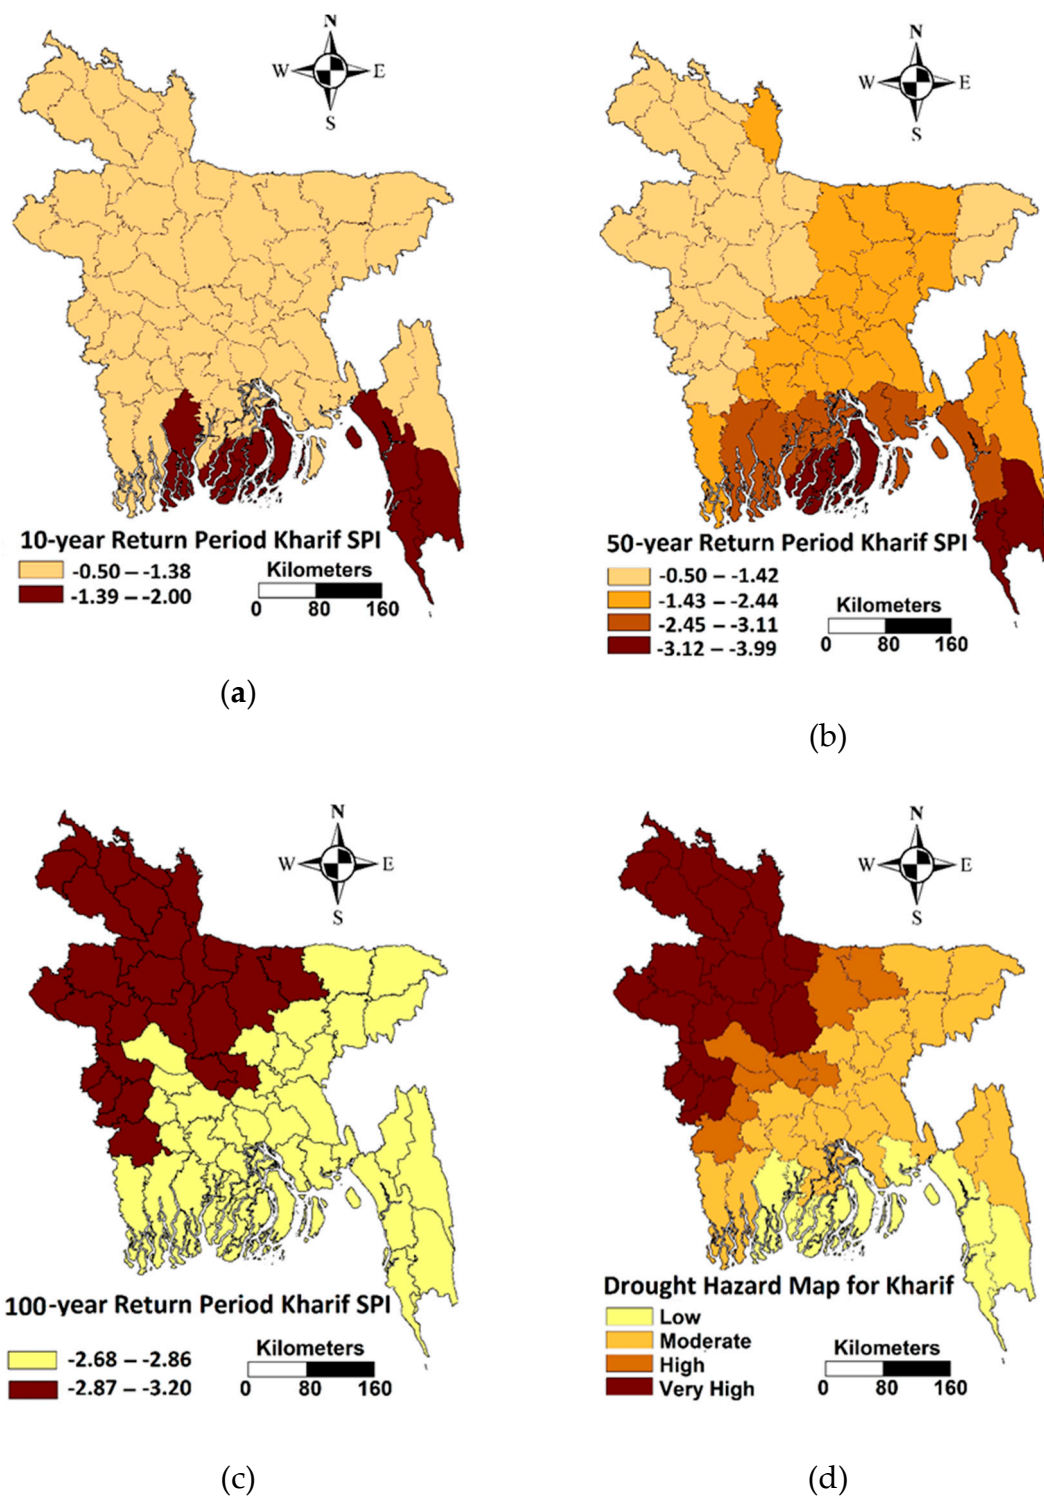 N
W E
S
10-year Return Period Kharif SPI
-0.50 – -1.38
-1.39 – -2.00
Kilometers
0 80 160
(a)
N
W E
S
50-year Return Period Kharif SPI
-0.50 – -1.42
-1.43 – -2.44
-2.45 – -3.11
-3.12 – -3.99
Kilometers
0 80 160
(b)
N
W E
S
100-year Return Period Kharif SPI
-2.68 – -2.86
-2.87 – -3.20
Kilometers
0 80 160
(c)
N
W E
S
Drought Hazard Map for Kharif
Low
Moderate
High
Very High
Kilometers
0 80 160
(d)